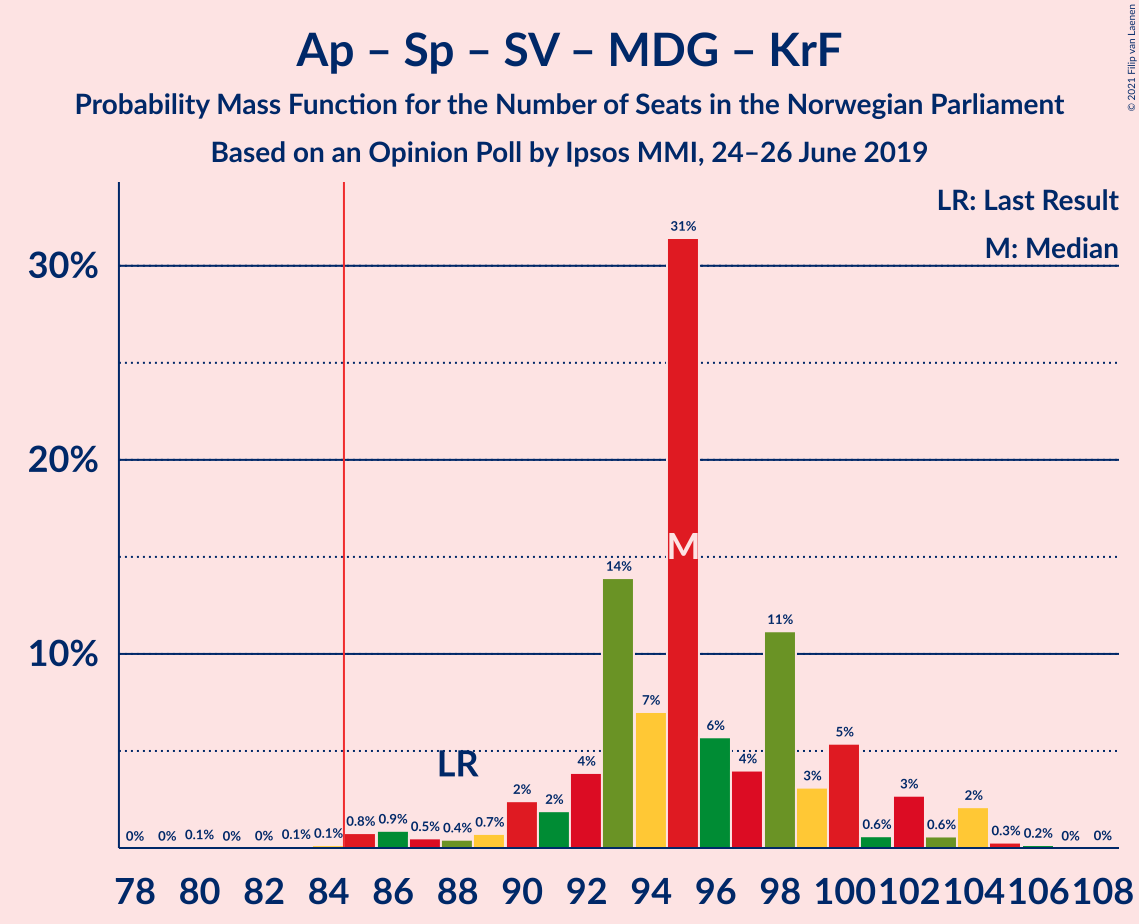 Ap – Sp – SV – MDG – KrF
Probability Mass Function for the Number of Seats in the Norwegian Parliament
Based on an Opinion Poll by Ipsos MMI, 24–26 June 2019
© 2021 Filip van Laenen
LR: Last Result
M: Median
30%
20%
10%
0% 0% 0.1% 0% 0% 0.1% 0.1% 0.8% 0.9% 0.5% 0.4% 0.7% 2% 2% 4% 14% 7% 31% 6% 4% 11% 3% 5% 0.6% 3% 0.6% 2% 0.3% 0.2% 0% 0%
LR
M
78 80 82 84 86 88 90 92 94 96 98 100 102 104 106 108